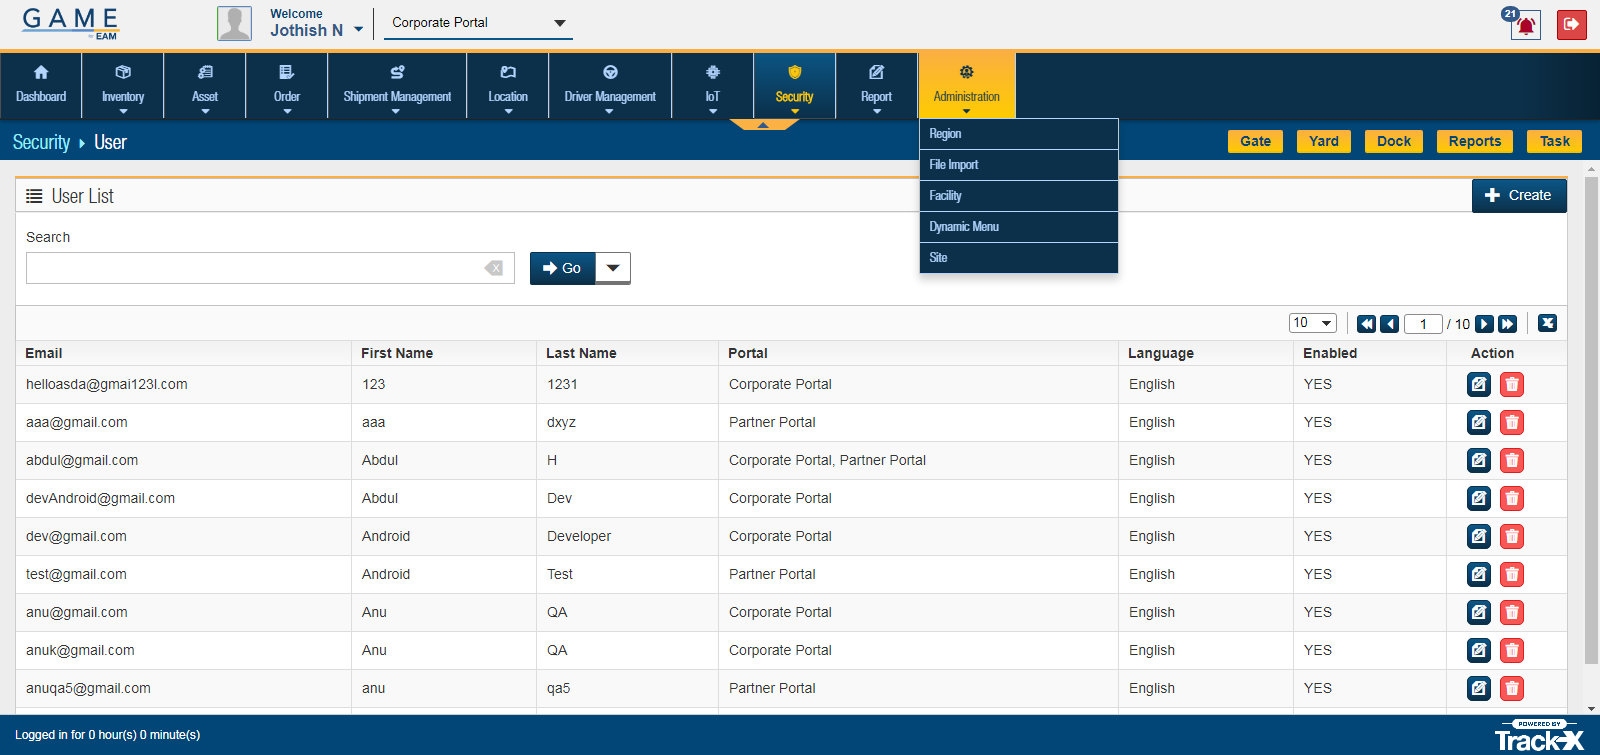 GAME
BY EAM
Welcome
Jothish N
Corporate Portal
21
Dashboard
Inventory
Asset
Order
Shipment Management
Location
Driver Management
IoT
Security
Report
Administration
Security User
Region
File Import
Facility
Dynamic Menu
Site
Gate
Yard
Dock
Reports
Task
User List
Create
Search
Go
10 1 / 10
Email First Name Last Name Portal Language Enabled Action
helloasda@gmai123l.com 123 1231 Corporate Portal English YES
aaa@gmail.com aaa dxyz Partner Portal English YES
abdul@gmail.com Abdul H Corporate Portal, Partner Portal English YES
devAndroid@gmail.com Abdul Dev Corporate Portal English YES
dev@gmail.com Android Developer Corporate Portal English YES
test@gmail.com Android Test Partner Portal English YES
anu@gmail.com Anu QA Corporate Portal English YES
anuk@gmail.com Anu QA Corporate Portal English YES
anuqa5@gmail.com anu qa5 Partner Portal English YES
Logged in for 0 hour(s) 0 minute(s)
POWERED BY
Track-X